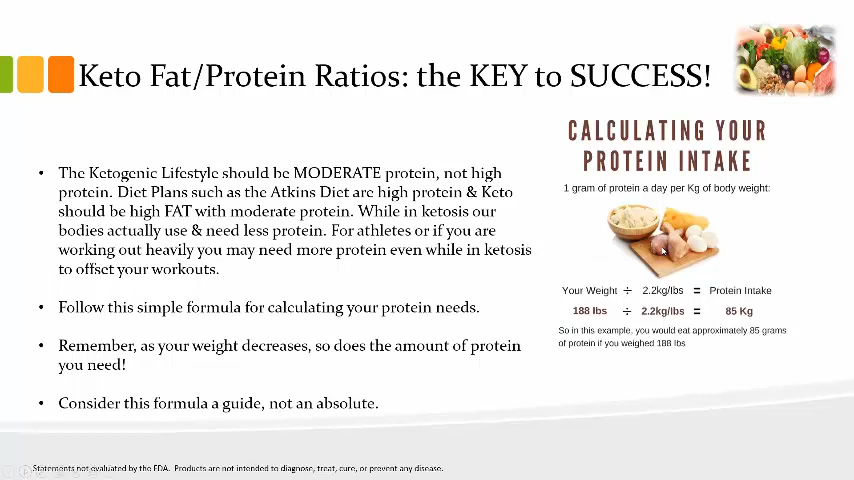 Keto Fat/Protein Ratios: the KEY to SUCCESS!
• The Ketogenic Lifestyle should be MODERATE protein, not high
protein. Diet Plans such as the Atkins Diet are high protein & Keto
should be high FAT with moderate protein. While in ketosis our
bodies actually use & need less protein. For athletes or if you are
working out heavily you may need more protein even while in ketosis
to offset your workouts.
• Follow this simple formula for calculating your protein needs.
• Remember, as your weight decreases, so does the amount of protein
you need!
• Consider this formula a guide, not an absolute.
CALCULATING YOUR
PROTEIN INTAKE
1 gram of protein a day per Kg of body weight:
Your Weight ÷ 2.2kg/lbs = Protein Intake
188 lbs ÷ 2.2kg/lbs = 85 Kg
So in this example, you would eat approximately 85 grams
of protein if you weighed 188 lbs
Statements not evaluated by the FDA. Products are not intended to diagnose, treat, cure, or prevent any disease.